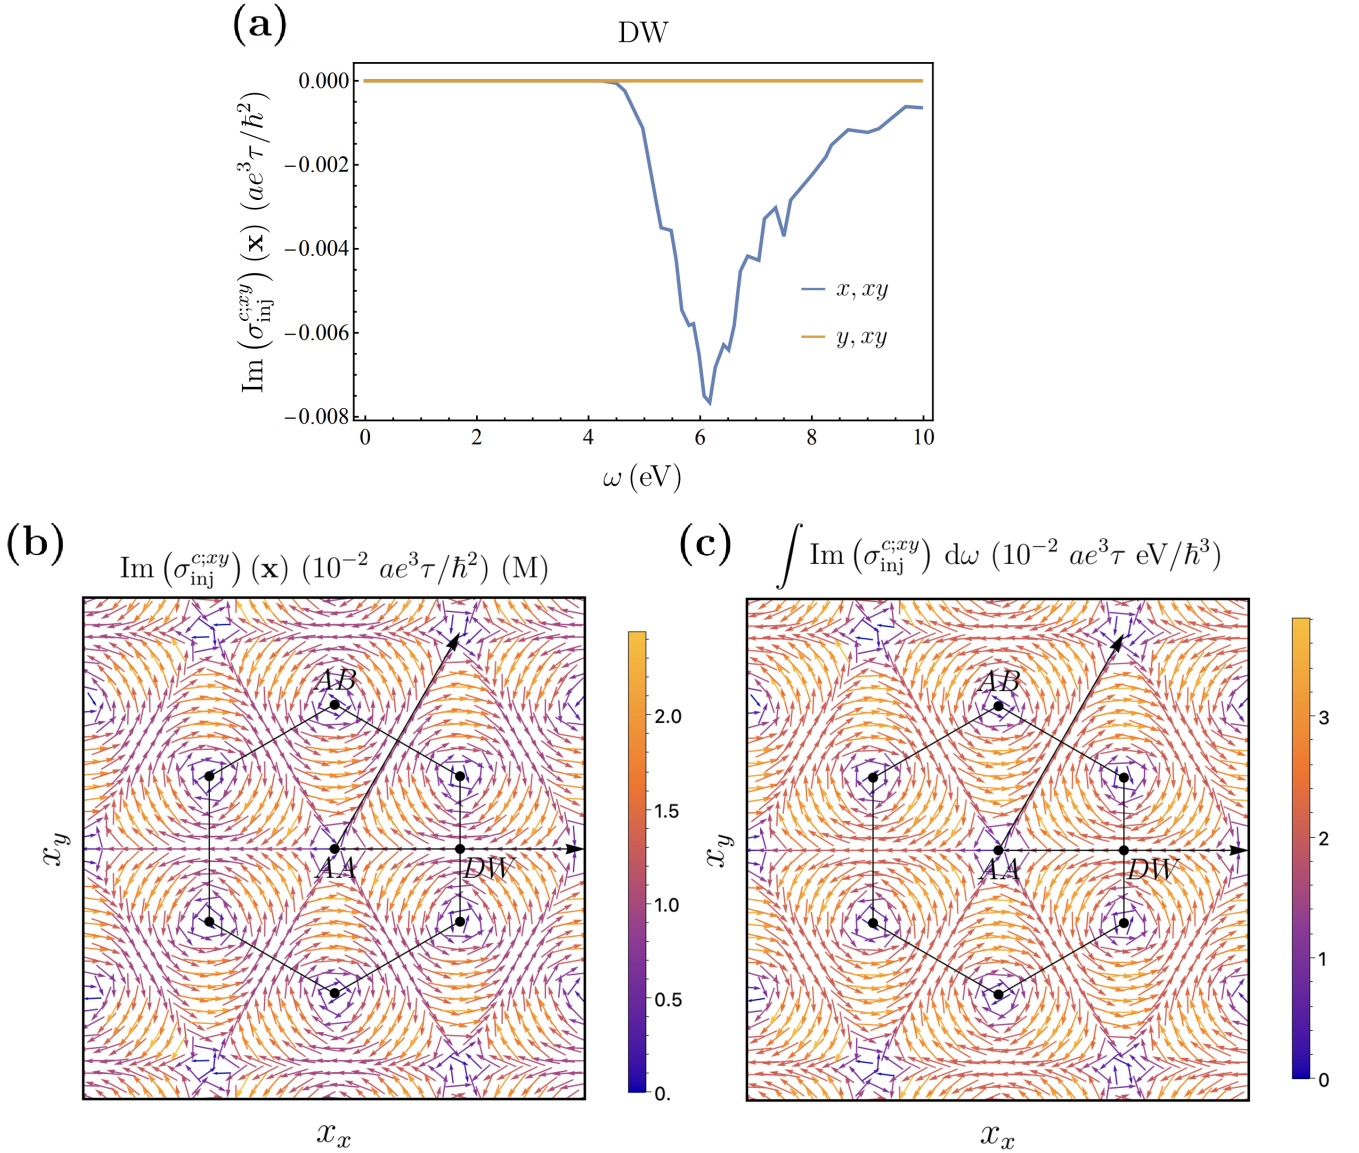 (a)
DW
Im (σ_inj^{c;xy}) (𝐱) (ae³τ/ħ²)
0.000
−0.002
−0.004
−0.006
−0.008
x, xy
y, xy
0 2 4 6 8 10
ω (eV)
(b)
Im (σ_inj^{c;xy}) (𝐱) (10⁻² ae³τ/ħ²) (M)
AB
AA
DW
x_y
x_x
2.0
1.5
1.0
0.5
0.
(c)
∫ Im (σ_inj^{c;xy}) dω (10⁻² ae³τ eV/ħ³)
AB
AA
DW
x_y
x_x
3
2
1
0